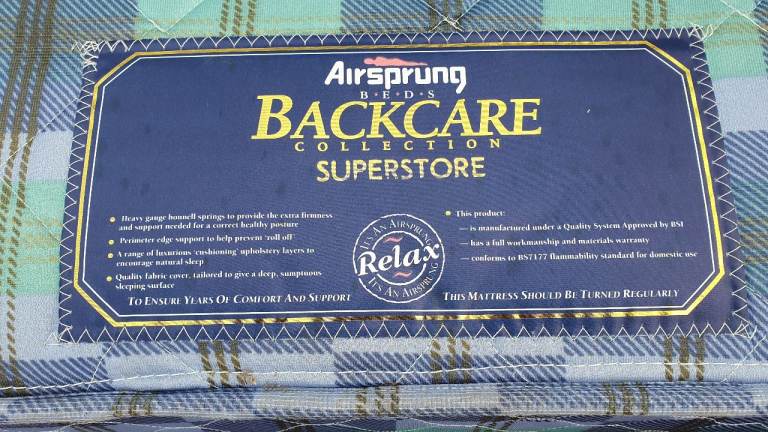 AIRSPRUNG
B·E·D·S
BACKCARE
COLLECTION
SUPERSTORE
Heavy gauge bonnell springs to provide the extra firmness
and support needed for a correct healthy posture
Perimeter edge support to help prevent 'roll off'
A range of luxurious 'cushioning' upholstery layers to
encourage natural sleep
Quality fabric cover, tailored to give a deep, sumptuous
sleeping surface
TO ENSURE YEARS OF COMFORT AND SUPPORT
IT'S AN AIRSPRUNG
Relax
IT'S AN AIRSPRUNG
This product:
— is manufactured under a Quality System Approved by BSI
— has a full workmanship and materials warranty
— conforms to BS7177 flammability standard for domestic use
THIS MATTRESS SHOULD BE TURNED REGULARLY